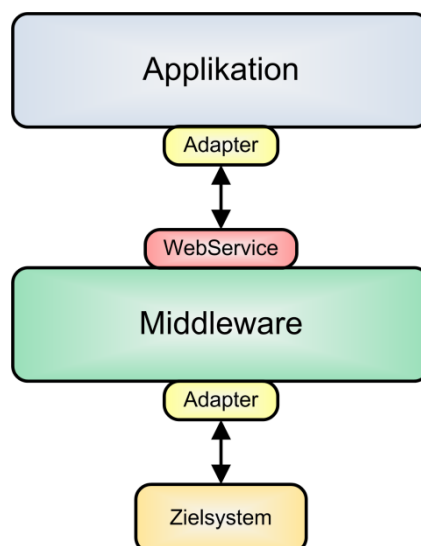 Applikation
Adapter
WebService
Middleware
Adapter
Zielsystem